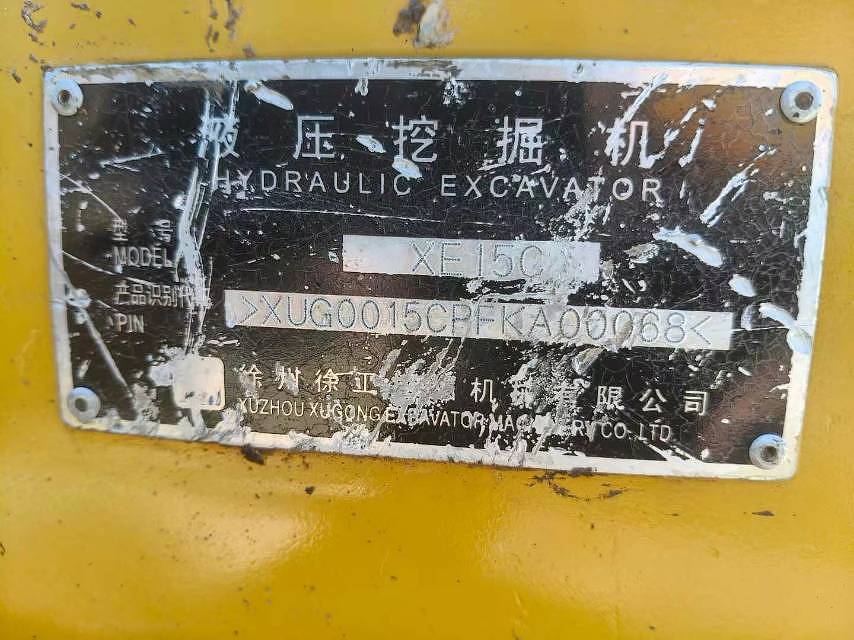 液压挖掘机
HYDRAULIC EXCAVATOR
型号
MODEL
XE15C
产品识别代
PIN
>XUG0015CPFKA00068<
徐州徐工 机械有限公司
XUZHOU XUGONG EXCAVATOR MACHINERY CO.LTD